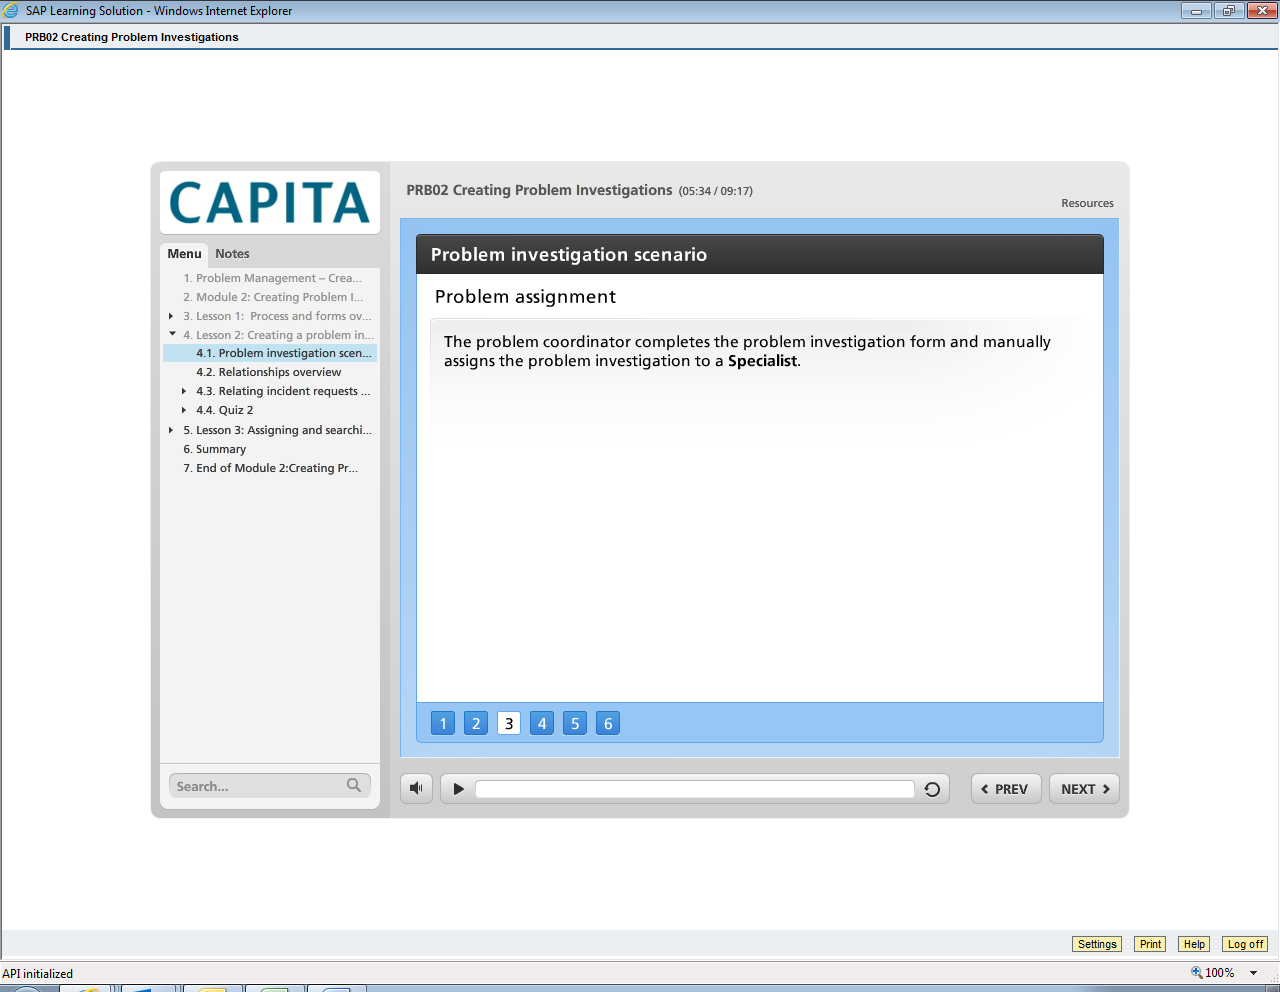 SAP Learning Solution - Windows Internet Explorer
PRB02 Creating Problem Investigations
CAPITA
PRB02 Creating Problem Investigations (05:34 / 09:17)
Resources
Menu Notes
1. Problem Management – Crea...
2. Module 2: Creating Problem I...
3. Lesson 1: Process and forms ov...
4. Lesson 2: Creating a problem in...
4.1. Problem investigation scen...
4.2. Relationships overview
4.3. Relating incident requests ...
4.4. Quiz 2
5. Lesson 3: Assigning and searchi...
6. Summary
7. End of Module 2:Creating Pr...
Search...
Problem investigation scenario
Problem assignment
The problem coordinator completes the problem investigation form and manually
assigns the problem investigation to a Specialist.
1 2 3 4 5 6
PREV NEXT
Settings Print Help Log off
API initialized
100%